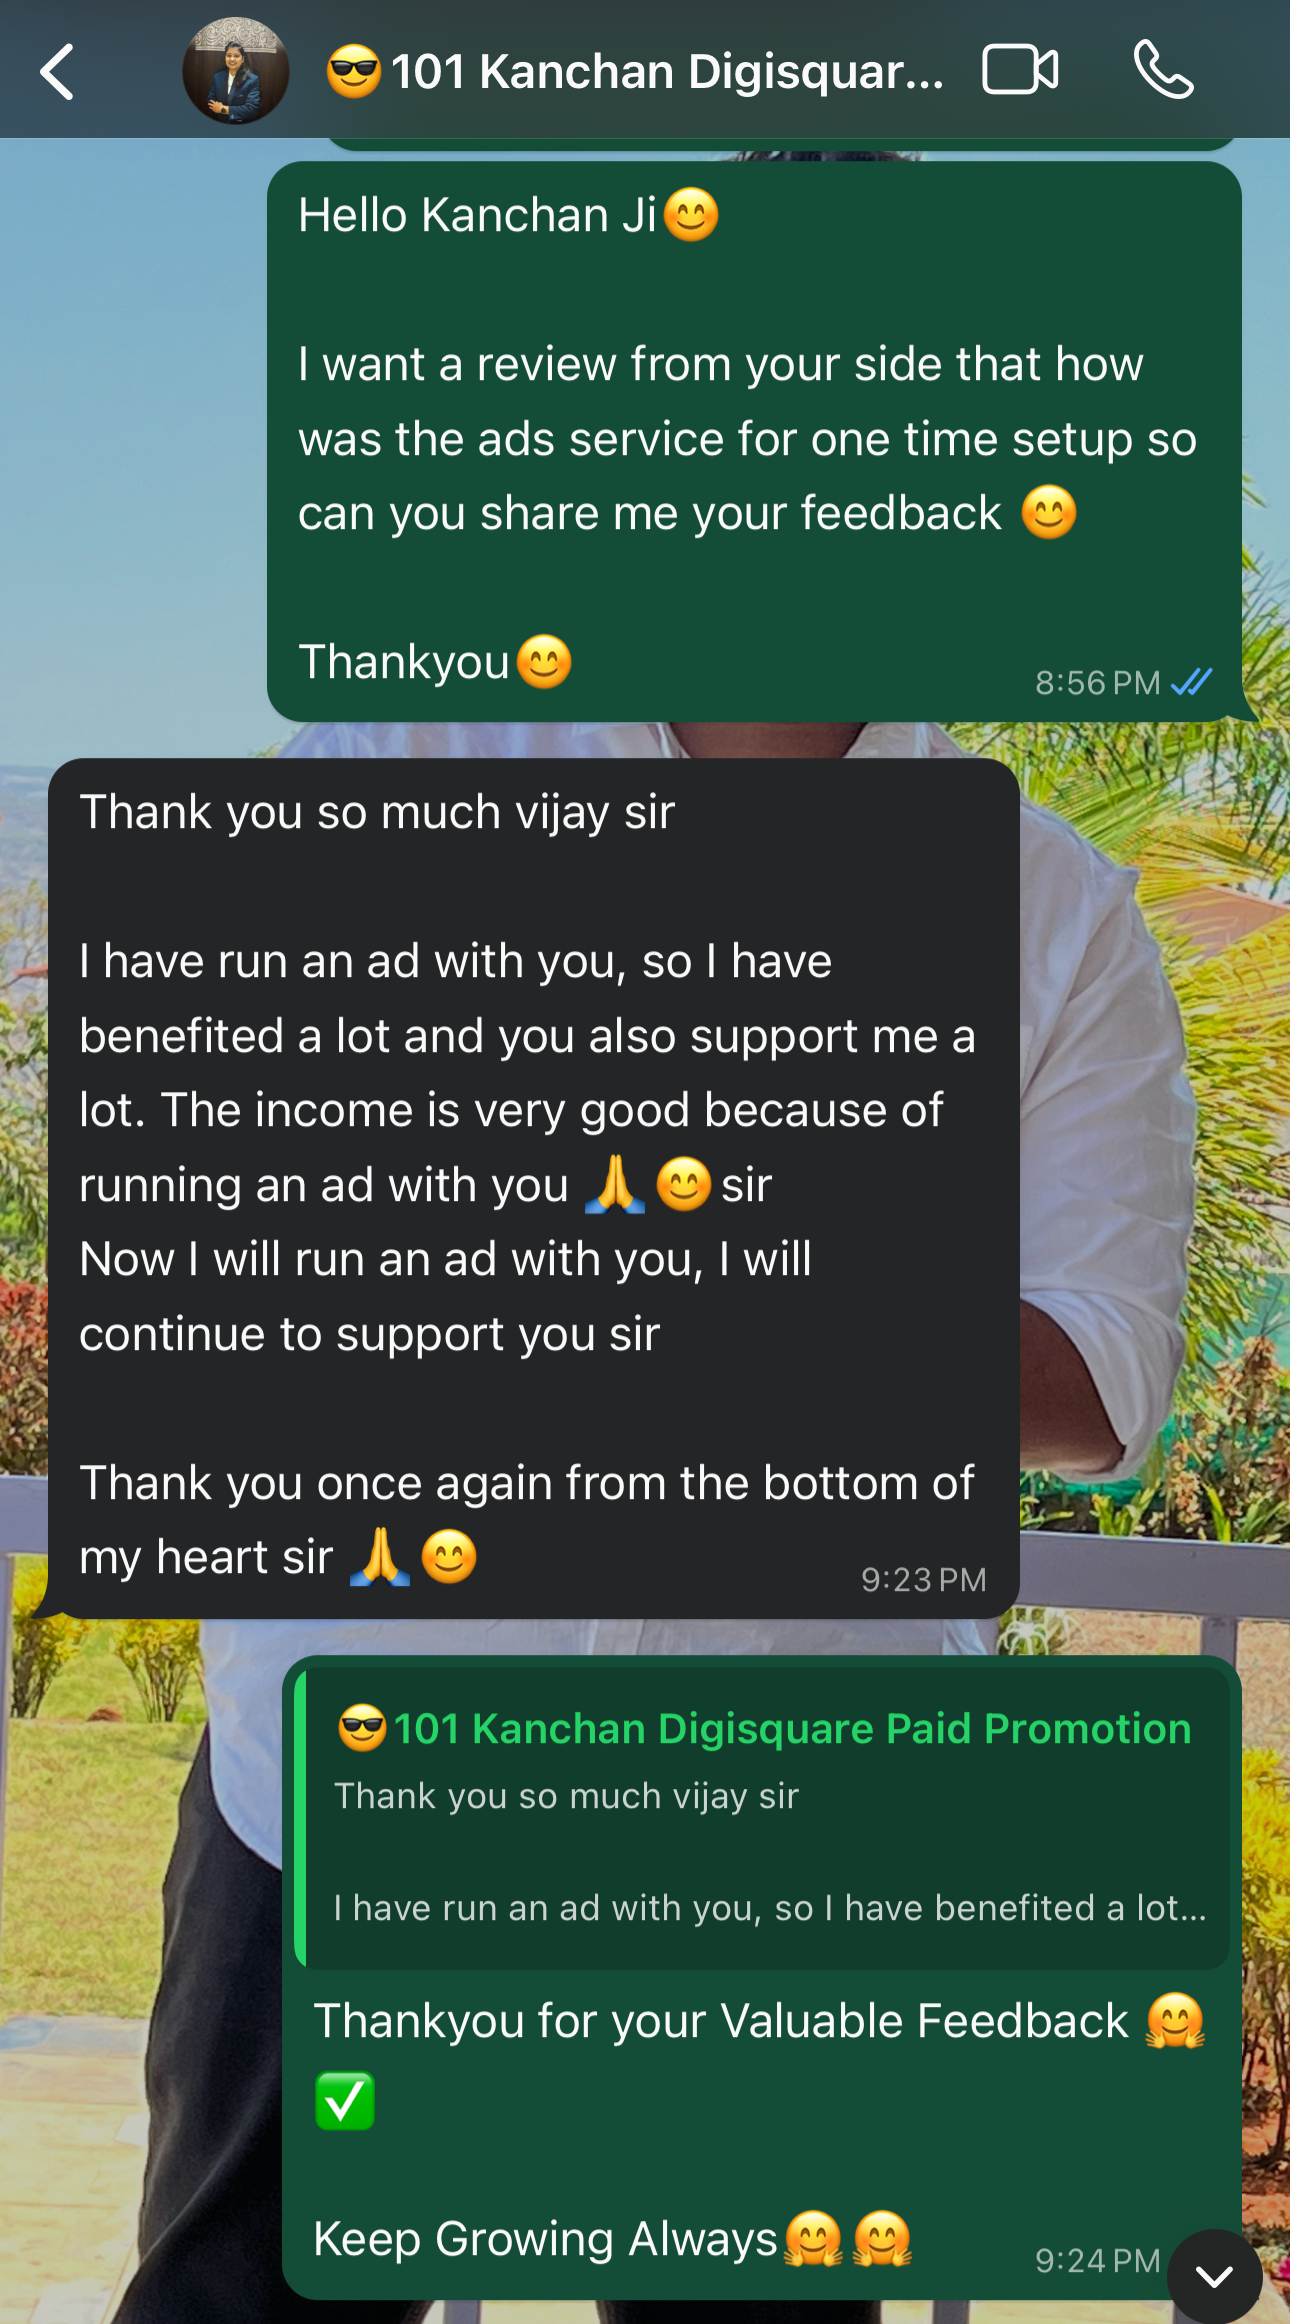 😎101 Kanchan Digisquar...
Hello Kanchan Ji😊
I want a review from your side that how
was the ads service for one time setup so
can you share me your feedback 😊
Thankyou😊
8:56 PM
Thank you so much vijay sir
I have run an ad with you, so I have
benefited a lot and you also support me a
lot. The income is very good because of
running an ad with you 🙏😊sir
Now I will run an ad with you, I will
continue to support you sir
Thank you once again from the bottom of
my heart sir 🙏😊
9:23 PM
😎101 Kanchan Digisquare Paid Promotion
Thank you so much vijay sir
I have run an ad with you, so I have benefited a lot...
Thankyou for your Valuable Feedback 🤗
✅
Keep Growing Always🤗🤗
9:24 PM